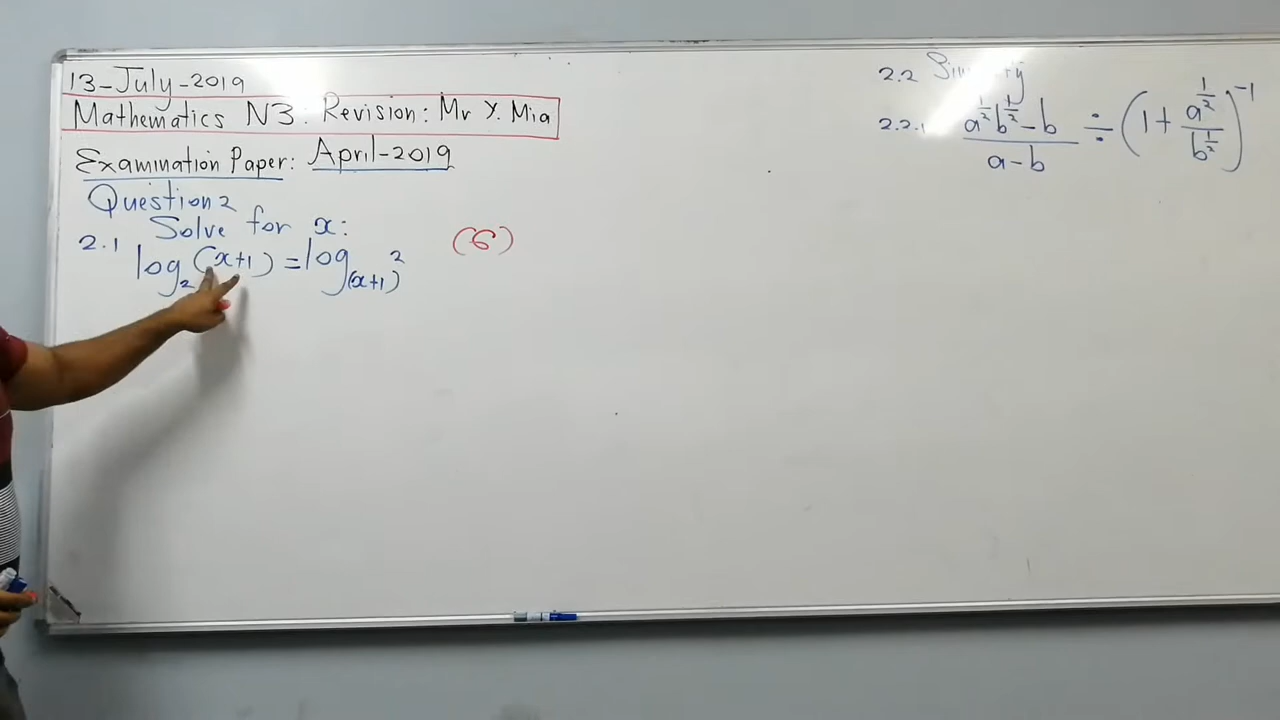 13-July-2019
Mathematics N3. Revision: Mr Y. Mia
Examination Paper: April-2019
Question 2
Solve for x:
2.1 log₂(x+1) = log₍ₓ₊₁₎2 (6)
2.2 Simplify
2.2.1 (a^(1/2) b^(1/2) - b)/(a-b) ÷ (1 + a^(1/2)/b^(1/2))^(-1)